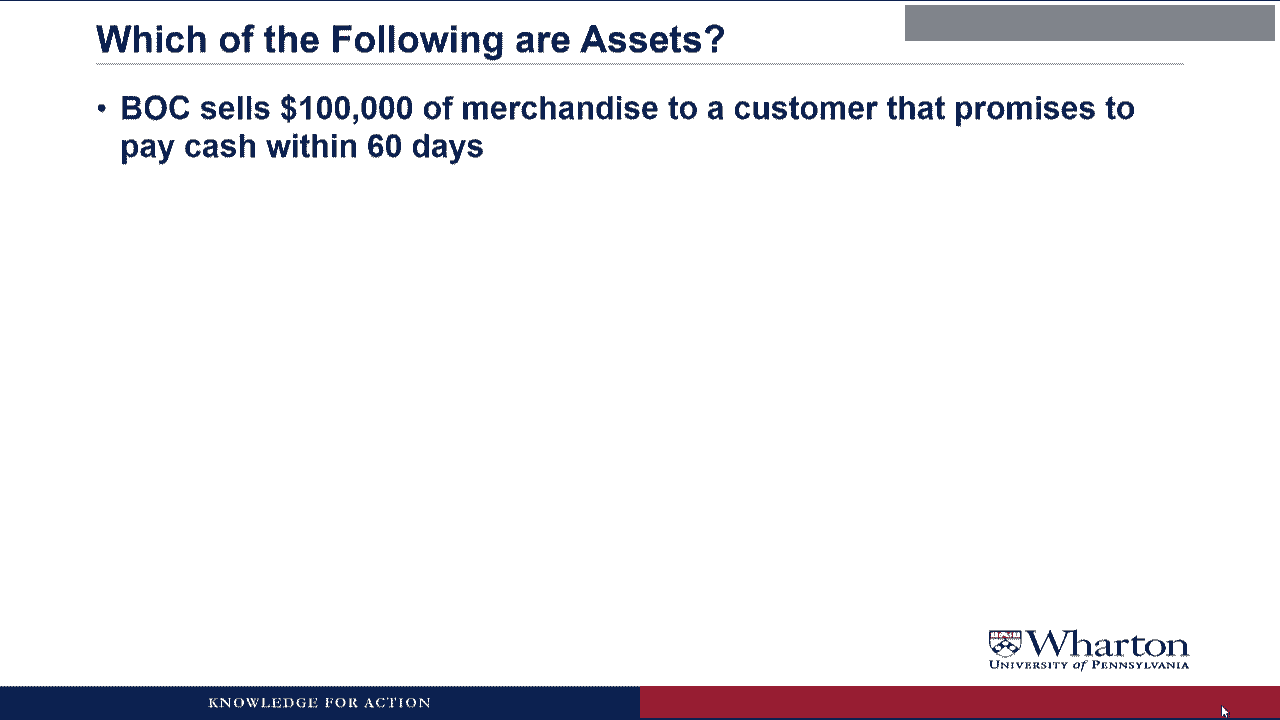 Which of the Following are Assets?
• BOC sells $100,000 of merchandise to a customer that promises to
pay cash within 60 days
Wharton
UNIVERSITY of PENNSYLVANIA
KNOWLEDGE FOR ACTION